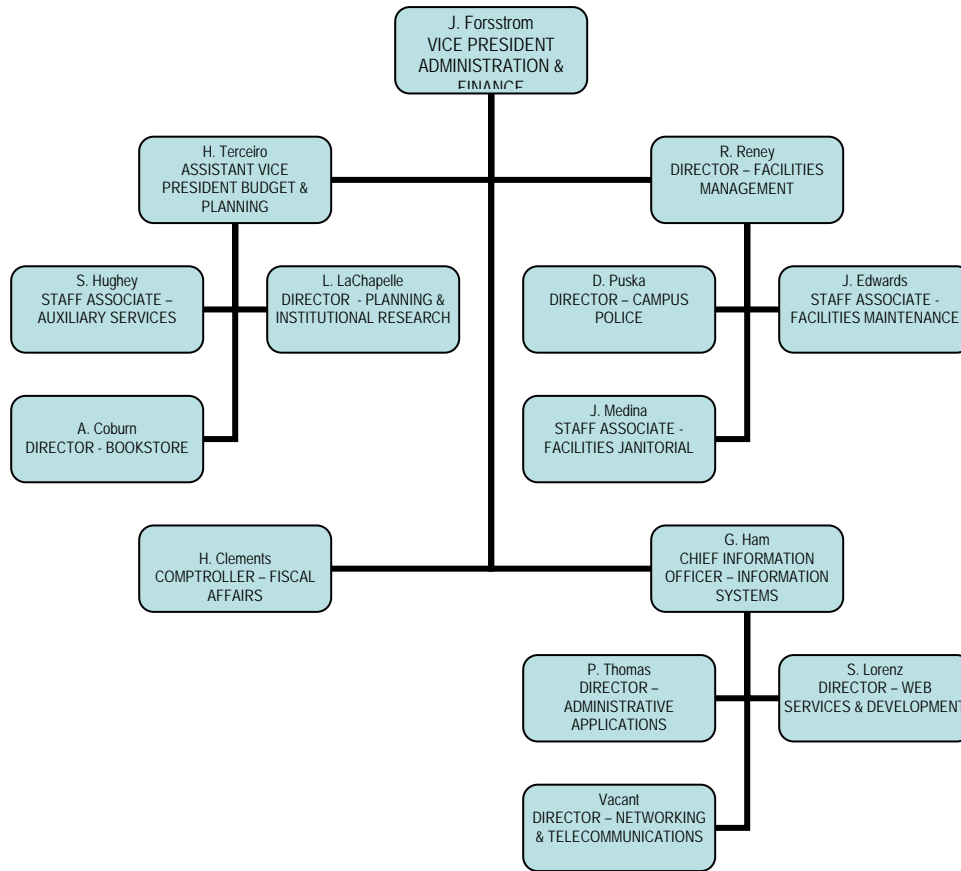 J. Forsstrom
VICE PRESIDENT
ADMINISTRATION &
FINANCE
H. Terceiro
ASSISTANT VICE
PRESIDENT BUDGET &
PLANNING
R. Reney
DIRECTOR – FACILITIES
MANAGEMENT
S. Hughey
STAFF ASSOCIATE –
AUXILIARY SERVICES
L. LaChapelle
DIRECTOR - PLANNING &
INSTITUTIONAL RESEARCH
D. Puska
DIRECTOR – CAMPUS
POLICE
J. Edwards
STAFF ASSOCIATE -
FACILITIES MAINTENANCE
A. Coburn
DIRECTOR - BOOKSTORE
J. Medina
STAFF ASSOCIATE -
FACILITIES JANITORIAL
H. Clements
COMPTROLLER – FISCAL
AFFAIRS
G. Ham
CHIEF INFORMATION
OFFICER – INFORMATION
SYSTEMS
P. Thomas
DIRECTOR –
ADMINISTRATIVE
APPLICATIONS
S. Lorenz
DIRECTOR – WEB
SERVICES & DEVELOPMENT
Vacant
DIRECTOR – NETWORKING
& TELECOMMUNICATIONS